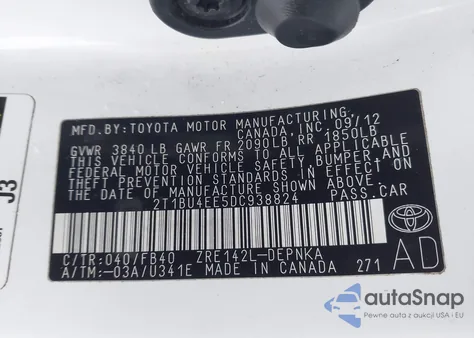 MFD.BY:TOYOTA MOTOR MANUFACTURING
CANADA, INC. 09/12
GVWR 3840 LB GAWR FR 2090LB RR 1850LB
THIS VEHICLE CONFORMS TO ALL APPLICABLE
FEDERAL MOTOR VEHICLE SAFETY, BUMPER AND
THEFT PREVENTION STANDARDS IN EFFECT ON
THE DATE OF MANUFACTURE SHOWN ABOVE.
2T1BU4EE5DC938824 PASS.CAR
C/TR:040/FB40 ZRE142L-DEPNKA
A/TM:-03A/U341E MADE IN CANADA 271
AD
J3
autoSnap
Pewne auta z aukcji USA i EU